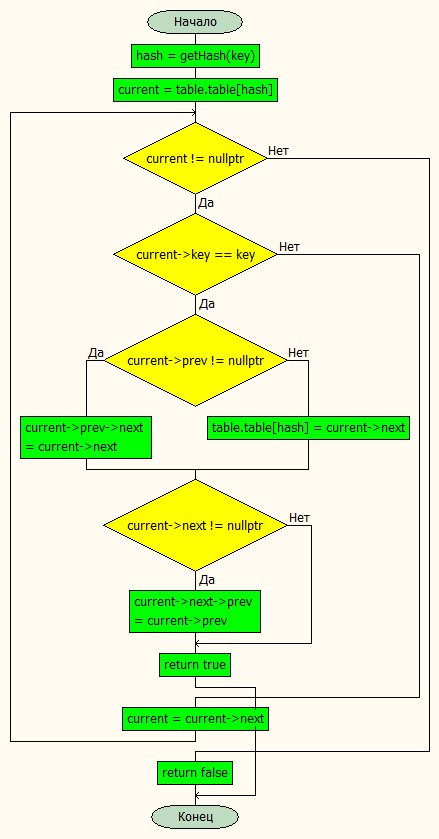 Начало
hash = getHash(key)
current = table.table[hash]
current != nullptr
Нет
Да
current->key == key
Нет
Да
current->prev != nullptr
Да
Нет
current->prev->next
= current->next
table.table[hash] = current->next
current->next != nullptr
Нет
Да
current->next->prev
= current->prev
return true
current = current->next
return false
Конец